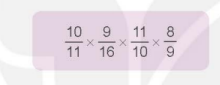 10/11 × 9/16 × 11/10 × 8/9